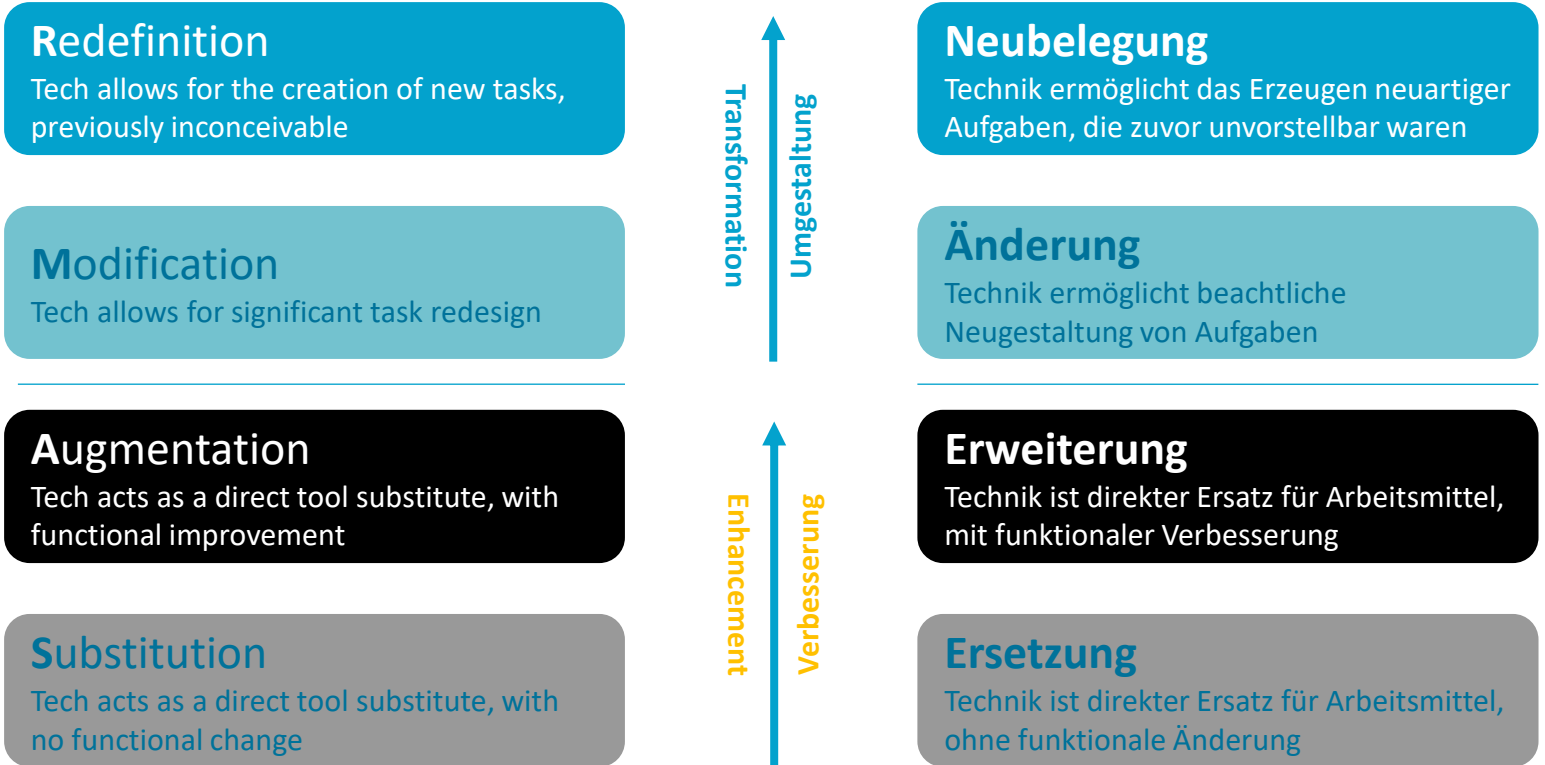 Redefinition
Tech allows for the creation of new tasks,
previously inconceivable
Modification
Tech allows for significant task redesign
Augmentation
Tech acts as a direct tool substitute, with
functional improvement
Substitution
Tech acts as a direct tool substitute, with
no functional change
Transformation
Umgestaltung
Enhancement
Verbesserung
Neubelegung
Technik ermöglicht das Erzeugen neuartiger
Aufgaben, die zuvor unvorstellbar waren
Änderung
Technik ermöglicht beachtliche
Neugestaltung von Aufgaben
Erweiterung
Technik ist direkter Ersatz für Arbeitsmittel,
mit funktionaler Verbesserung
Ersetzung
Technik ist direkter Ersatz für Arbeitsmittel,
ohne funktionale Änderung